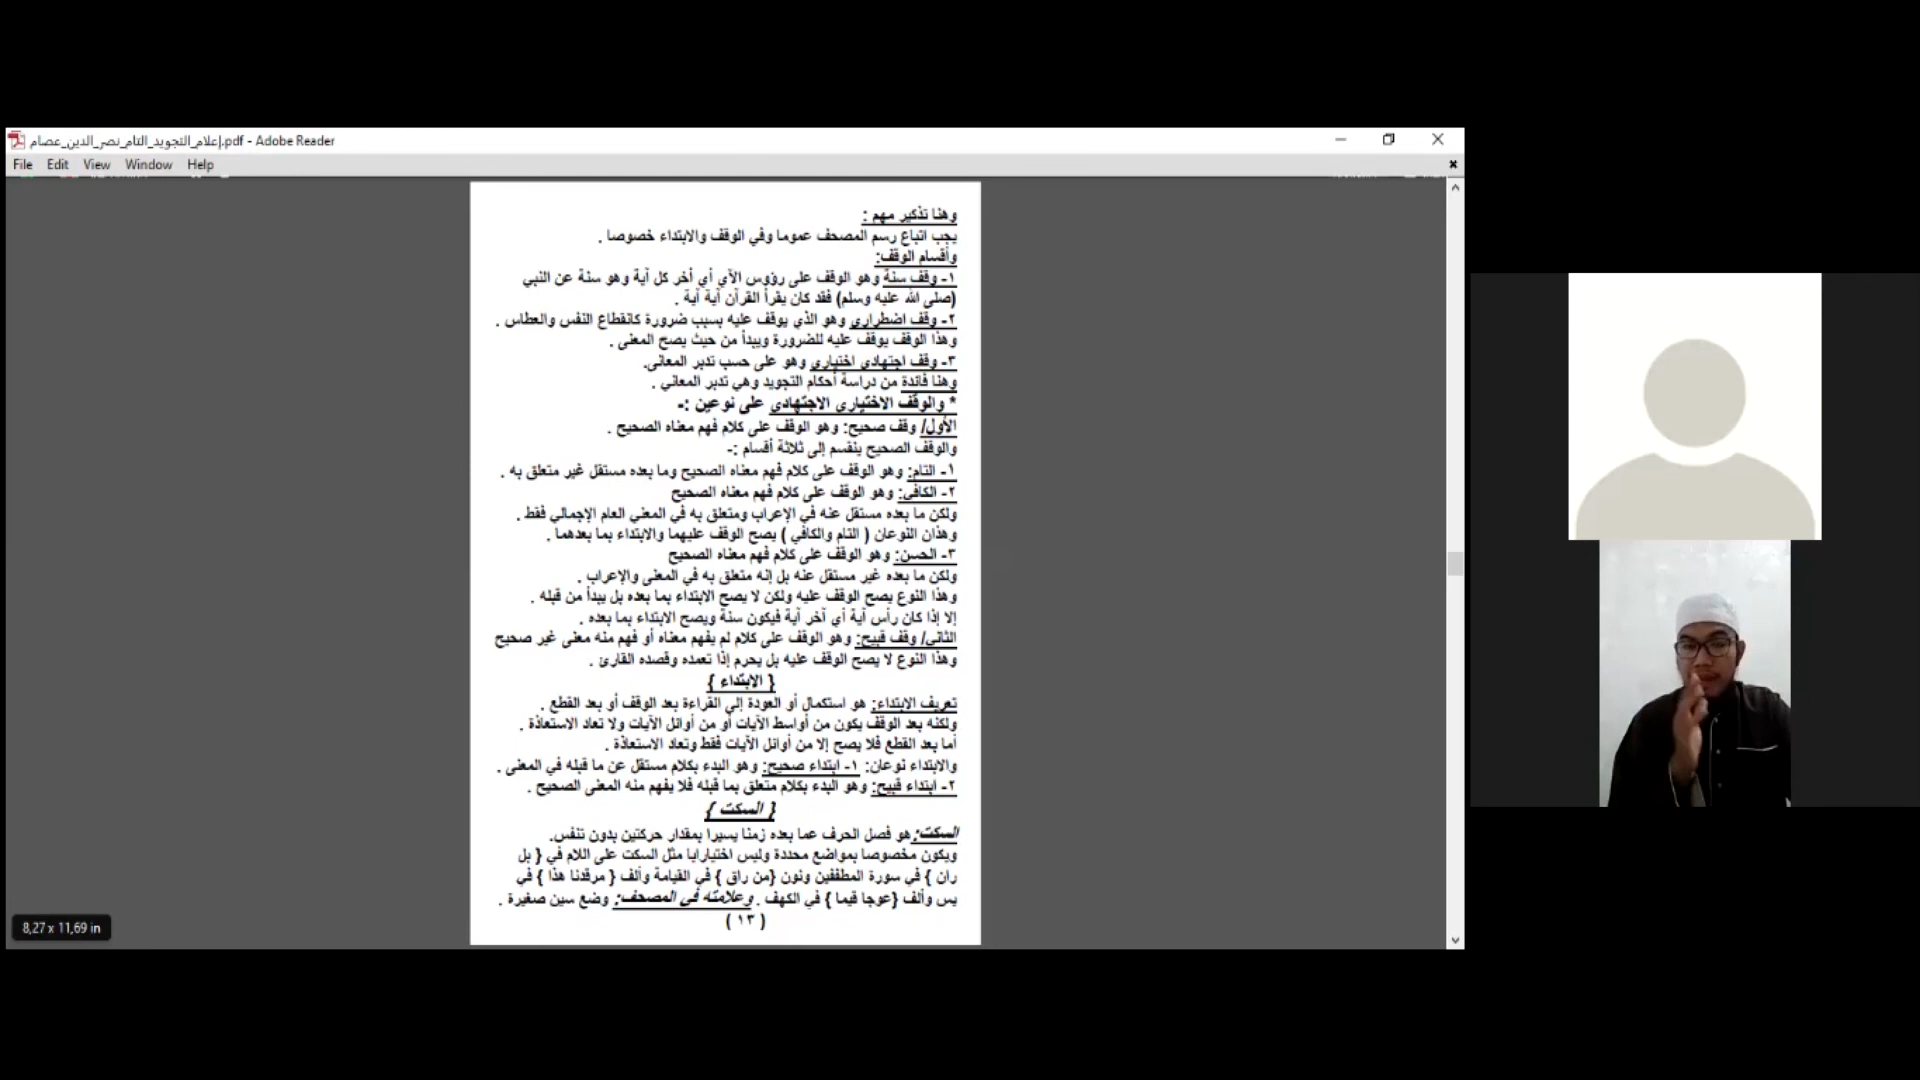 إعلام_التجويد_التام_نصر_الدين_عصام.pdf - Adobe Reader
File Edit View Window Help
وهنا تذكير مهم :
يجب اتباع رسم المصحف عموما وفي الوقف والابتداء خصوصا .
وأقسام الوقف:
١- وقف سنة وهو الوقف على رؤوس الآي أي أخر كل آية وهو سنة عن النبي
(صلى الله عليه وسلم) فقد كان يقرأ القرآن آية آية .
٢- وقف اضطراري وهو الذي يوقف عليه بسبب ضرورة كانقطاع النفس والعطاس .
وهذا الوقف يوقف عليه للضرورة ويبدأ من حيث يصح المعنى .
٣- وقف اجتهادي اختياري وهو على حسب تدبر المعاني.
وهنا فائدة من دراسة أحكام التجويد وهي تدبر المعاني .
* والوقف الاختياري الاجتهادي على نوعين :-
الأول/ وقف صحيح: وهو الوقف على كلام فهم معناه الصحيح .
والوقف الصحيح ينقسم إلى ثلاثة أقسام :-
١- التام: وهو الوقف على كلام فهم معناه الصحيح وما بعده مستقل غير متعلق به .
٢- الكافي: وهو الوقف على كلام فهم معناه الصحيح
ولكن ما بعده مستقل عنه في الإعراب ومتعلق به في المعني العام الإجمالي فقط .
وهذان النوعان ( التام والكافي ) يصح الوقف عليهما والابتداء بما بعدهما .
٣- الحسن: وهو الوقف على كلام فهم معناه الصحيح
ولكن ما بعده غير مستقل عنه بل إنه متعلق به في المعنى والإعراب .
وهذا النوع يصح الوقف عليه ولكن لا يصح الابتداء بما بعده بل يبدأ من قبله .
إلا إذا كان رأس آية أي آخر آية فيكون سنة ويصح الابتداء بما بعده .
الثاني/ وقف قبيح: وهو الوقف على كلام لم يفهم معناه أو فهم منه معنى غير صحيح
وهذا النوع لا يصح الوقف عليه بل يحرم إذا تعمده وقصده القارئ .
{ الابتداء }
تعريف الابتداء: هو استكمال أو العودة إلى القراءة بعد الوقف أو بعد القطع .
ولكنه بعد الوقف يكون من أواسط الآيات أو من أوائل الآيات ولا تعاد الاستعاذة .
أما بعد القطع فلا يصح إلا من أوائل الآيات فقط وتعاد الاستعاذة .
والابتداء نوعان: ١- ابتداء صحيح: وهو البدء بكلام مستقل عن ما قبله في المعنى .
٢- ابتداء قبيح: وهو البدء بكلام متعلق بما قبله فلا يفهم منه المعنى الصحيح .
{ السكت }
السكت: هو فصل الحرف عما بعده زمنا يسيرا بمقدار حركتين بدون تنفس.
ويكون مخصوصا بمواضع محددة وليس اختياريا مثل السكت على اللام في { بل
ران } في سورة المطففين ونون {من راق } في القيامة وألف { مرقدنا هذا } في
يس وألف {عوجا قيما } في الكهف . وعلامته في المصحف: وضع سين صغيرة .
( ١٣ )
8,27 x 11,69 in